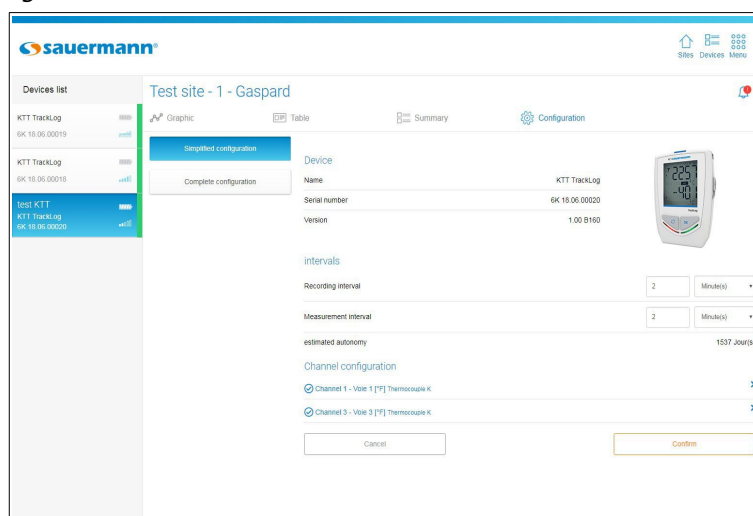 sauermann®
Sites Devices Menu
Devices list
Test site - 1 - Gaspard
KTT TrackLog
6K 18.06.00019
Graphic Table Summary Configuration
KTT TrackLog
6K 18.06.00018
Simplified configuration
Complete configuration
test KTT
KTT TrackLog
6K 18.06.00020
Device
Name KTT TrackLog
Serial number 6K 18.06.00020
Version 1.00 B160
intervals
Recording interval 2 Minute(s)
Measurement interval 2 Minute(s)
estimated autonomy 1537 Jour(s
Channel configuration
Channel 1 - Voie 1 [°F] Thermocouple K
Channel 3 - Voie 3 [°F] Thermocouple K
Cancel Confirm